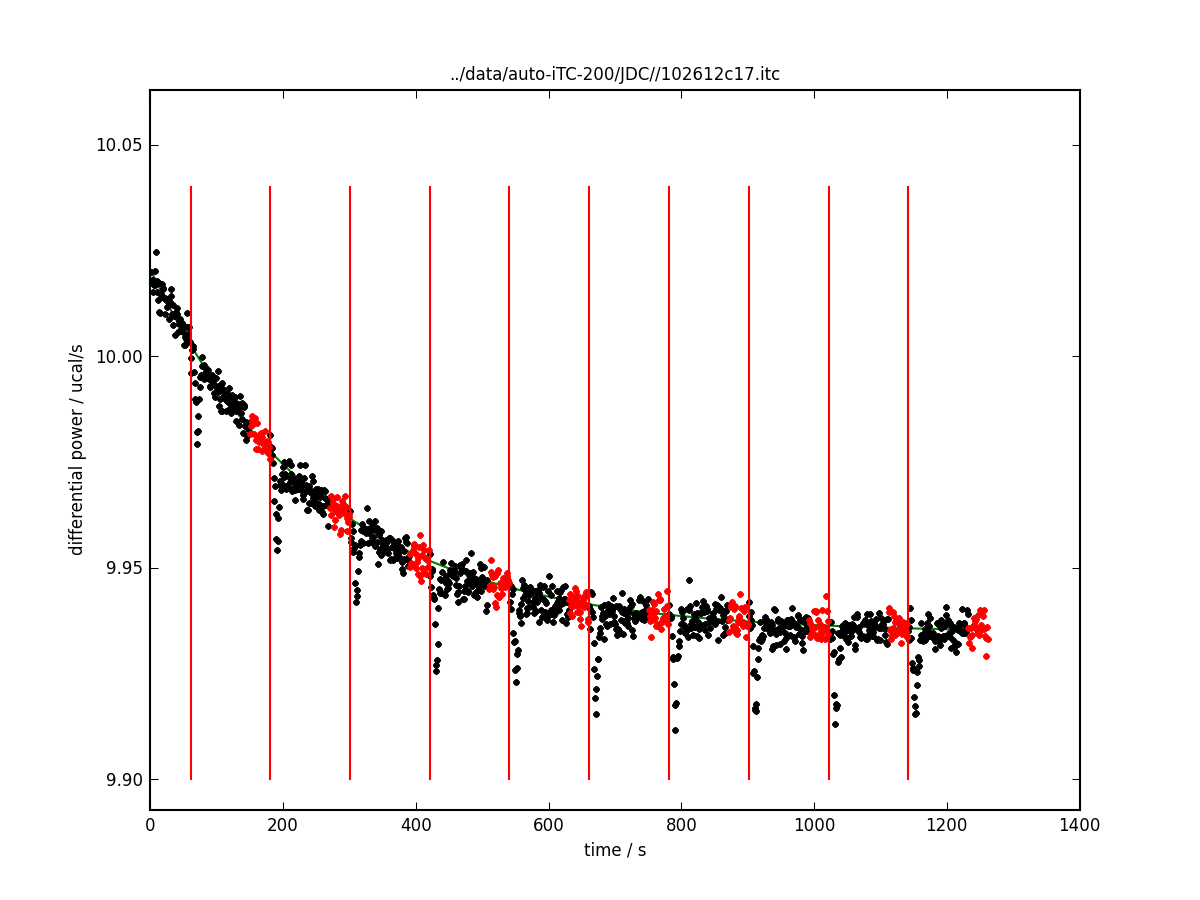 ../data/auto-iTC-200/JDC//102612c17.itc
10.05
10.00
9.95
9.90
differential power / ucal/s
0 200 400 600 800 1000 1200 1400
time / s